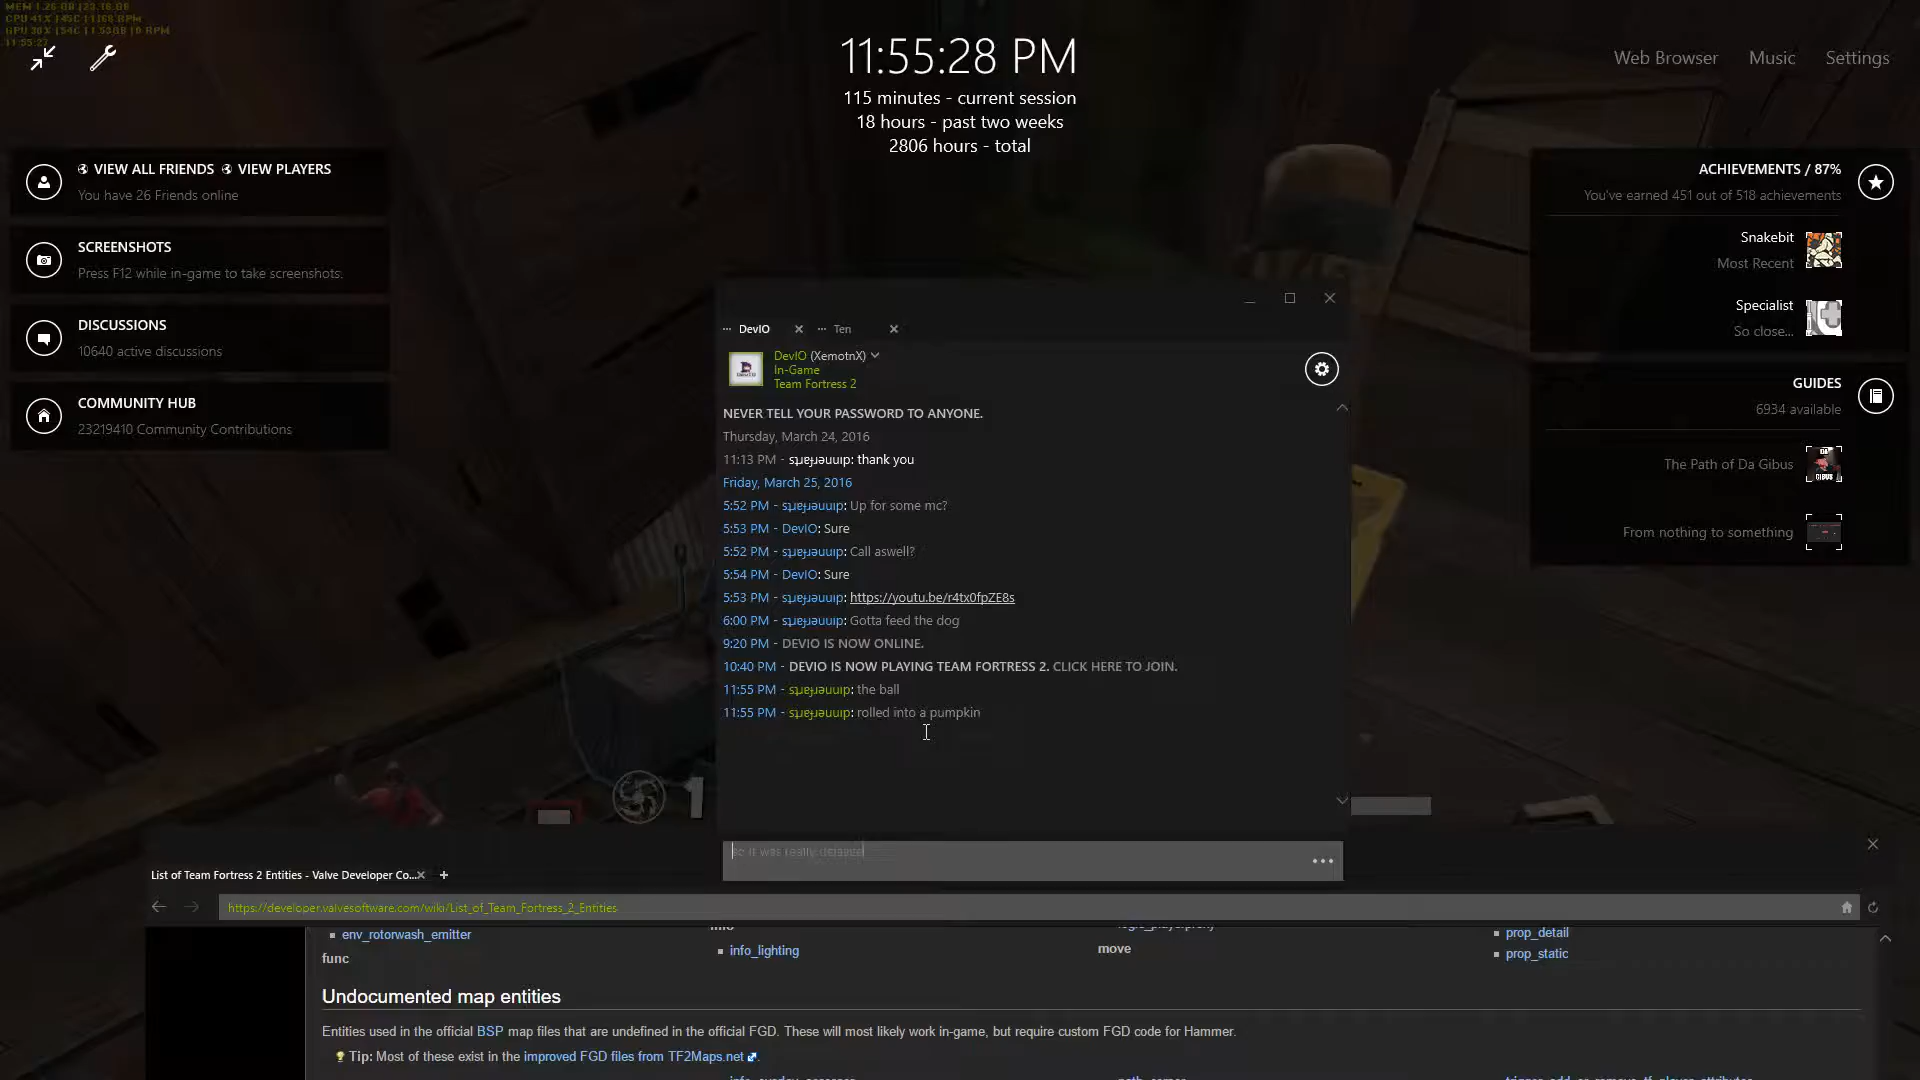 11:55:28 PM
115 minutes - current session
18 hours - past two weeks
2806 hours - total
Web Browser Music Settings
VIEW ALL FRIENDS VIEW PLAYERS
You have 26 Friends online
SCREENSHOTS
Press F12 while in-game to take screenshots.
DISCUSSIONS
10640 active discussions
COMMUNITY HUB
23219410 Community Contributions
ACHIEVEMENTS / 87%
You've earned 451 out of 518 achievements
Snakebit
Most Recent
Specialist
So close...
GUIDES
6934 available
The Path of Da Gibus
From nothing to something
DevIO Ten
DevIO (XemotnX)
In-Game
Team Fortress 2
NEVER TELL YOUR PASSWORD TO ANYONE.
Thursday, March 24, 2016
11:13 PM - : thank you
Friday, March 25, 2016
5:52 PM - : Up for some mc?
5:53 PM - DevIO: Sure
5:52 PM - : Call aswell?
5:54 PM - DevIO: Sure
5:53 PM - : https://youtu.be/r4tx0fpZE8s
6:00 PM - : Gotta feed the dog
9:20 PM - DEVIO IS NOW ONLINE.
10:40 PM - DEVIO IS NOW PLAYING TEAM FORTRESS 2. CLICK HERE TO JOIN.
11:55 PM - : the ball
11:55 PM - : rolled into a pumpkin
it was really
1
List of Team Fortress 2 Entities - Valve Developer Co...
https://developer.valvesoftware.com/wiki/List_of_Team_Fortress_2_Entities
env_rotorwash_emitter
func
info_lighting
move
prop_detail
prop_static
Undocumented map entities
Entities used in the official BSP map files that are undefined in the official FGD. These will most likely work in-game, but require custom FGD code for Hammer.
Tip: Most of these exist in the improved FGD files from TF2Maps.net.